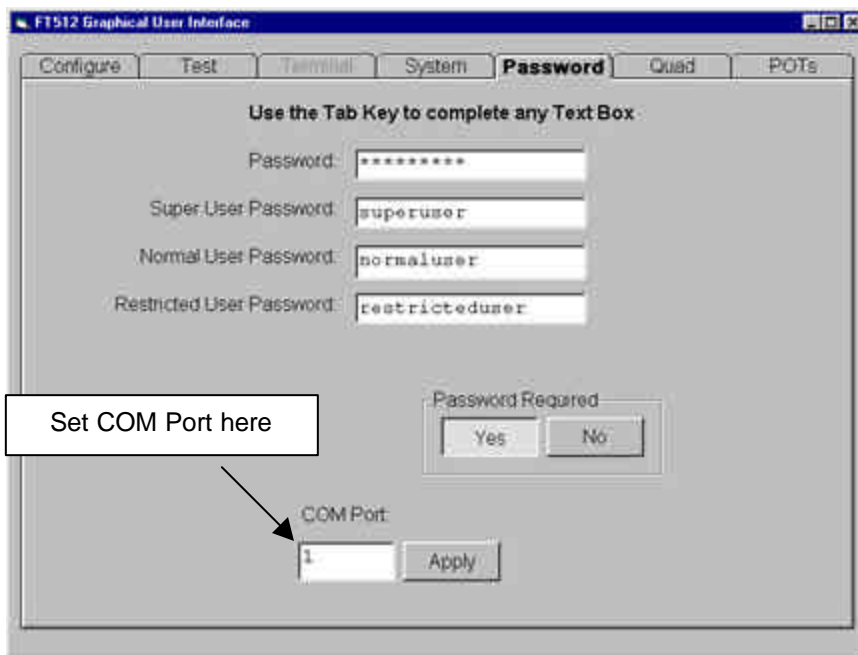 FT512 Graphical User Interface
Configure Test Terminal System Password Quad POTs
Use the Tab Key to complete any Text Box
Password: *********
Super User Password: superuser
Normal User Password: normaluser
Restricted User Password: restricteduser
Password Required
Yes No
Set COM Port here
COM Port:
1 Apply